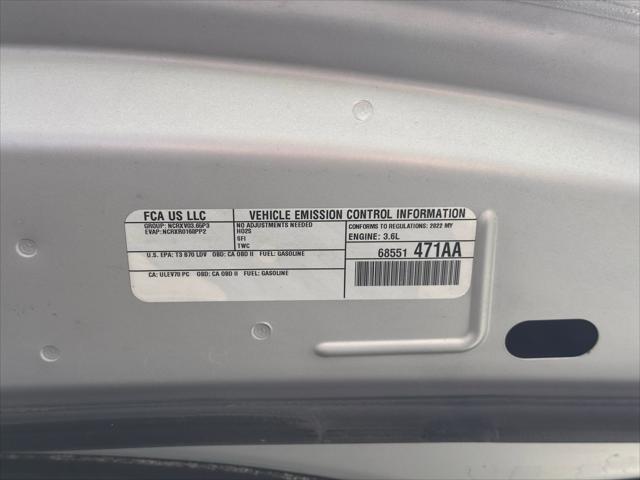 FCA US LLC
VEHICLE EMISSION CONTROL INFORMATION
GROUP: NCRXV03.65P3
EVAP:NCRXR0168PP2
NO ADJUSTMENTS NEEDED
HO2S
SFI
TWC
CONFORMS TO REGULATIONS: 2022 MY
ENGINE: 3.6L
68551 471AA
U.S. EPA: T3 B70 LDV OBD: CA OBD II FUEL: GASOLINE
CA: ULEV70 PC OBD: CA OBD II FUEL: GASOLINE